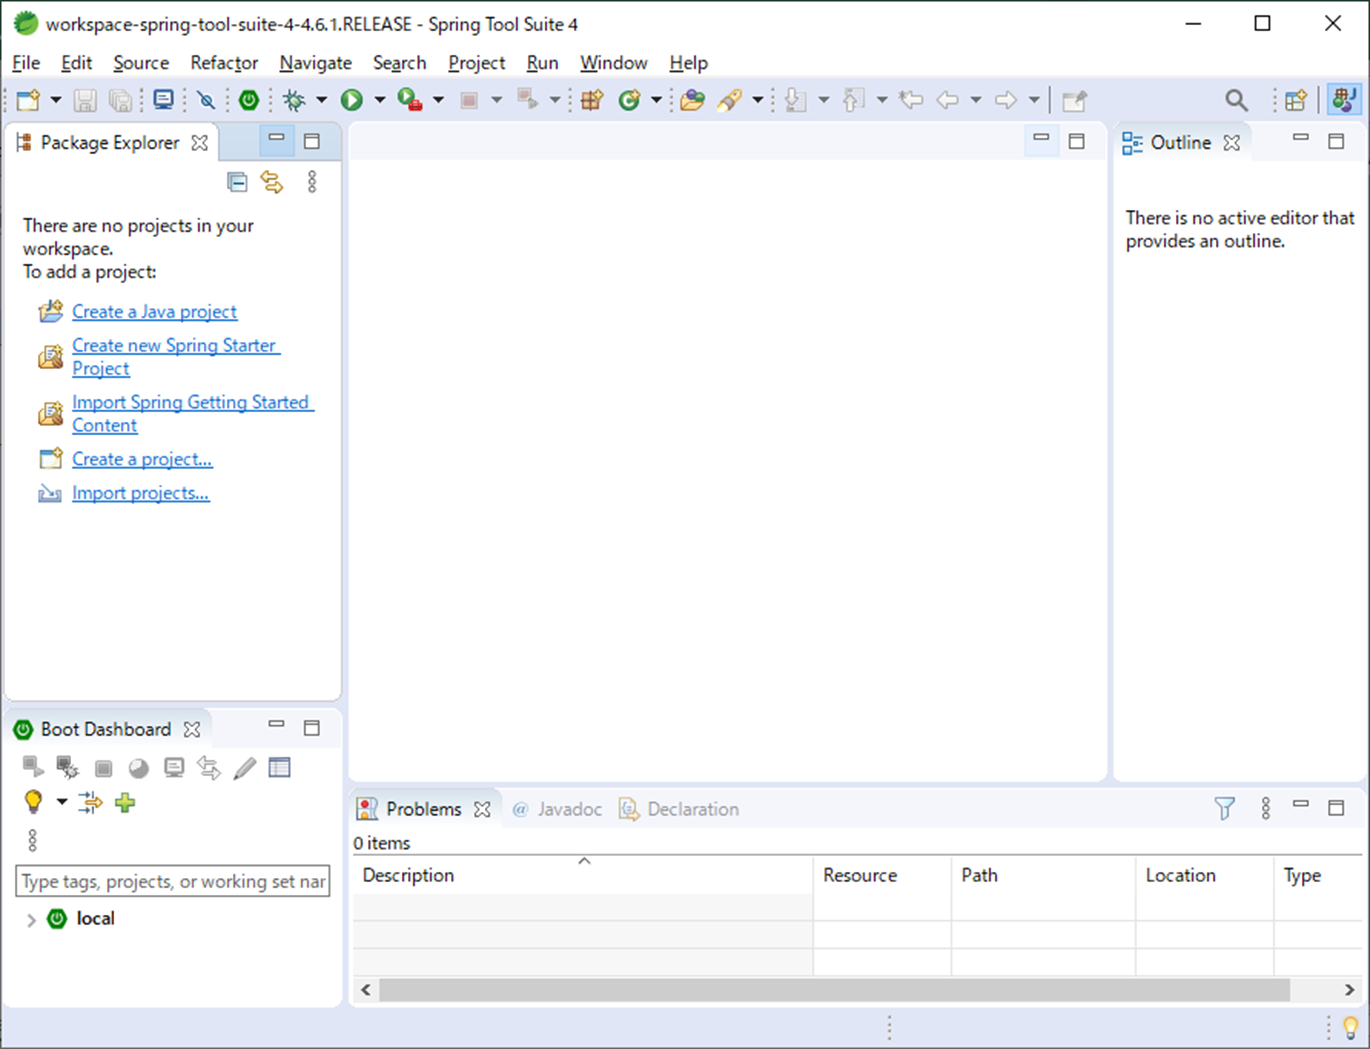 workspace-spring-tool-suite-4-4.6.1.RELEASE - Spring Tool Suite 4
File Edit Source Refactor Navigate Search Project Run Window Help
Package Explorer
There are no projects in your
workspace.
To add a project:
Create a Java project
Create new Spring Starter
Project
Import Spring Getting Started
Content
Create a project...
Import projects...
Outline
There is no active editor that
provides an outline.
Boot Dashboard
Type tags, projects, or working set nar
local
Problems @ Javadoc Declaration
0 items
Description Resource Path Location Type